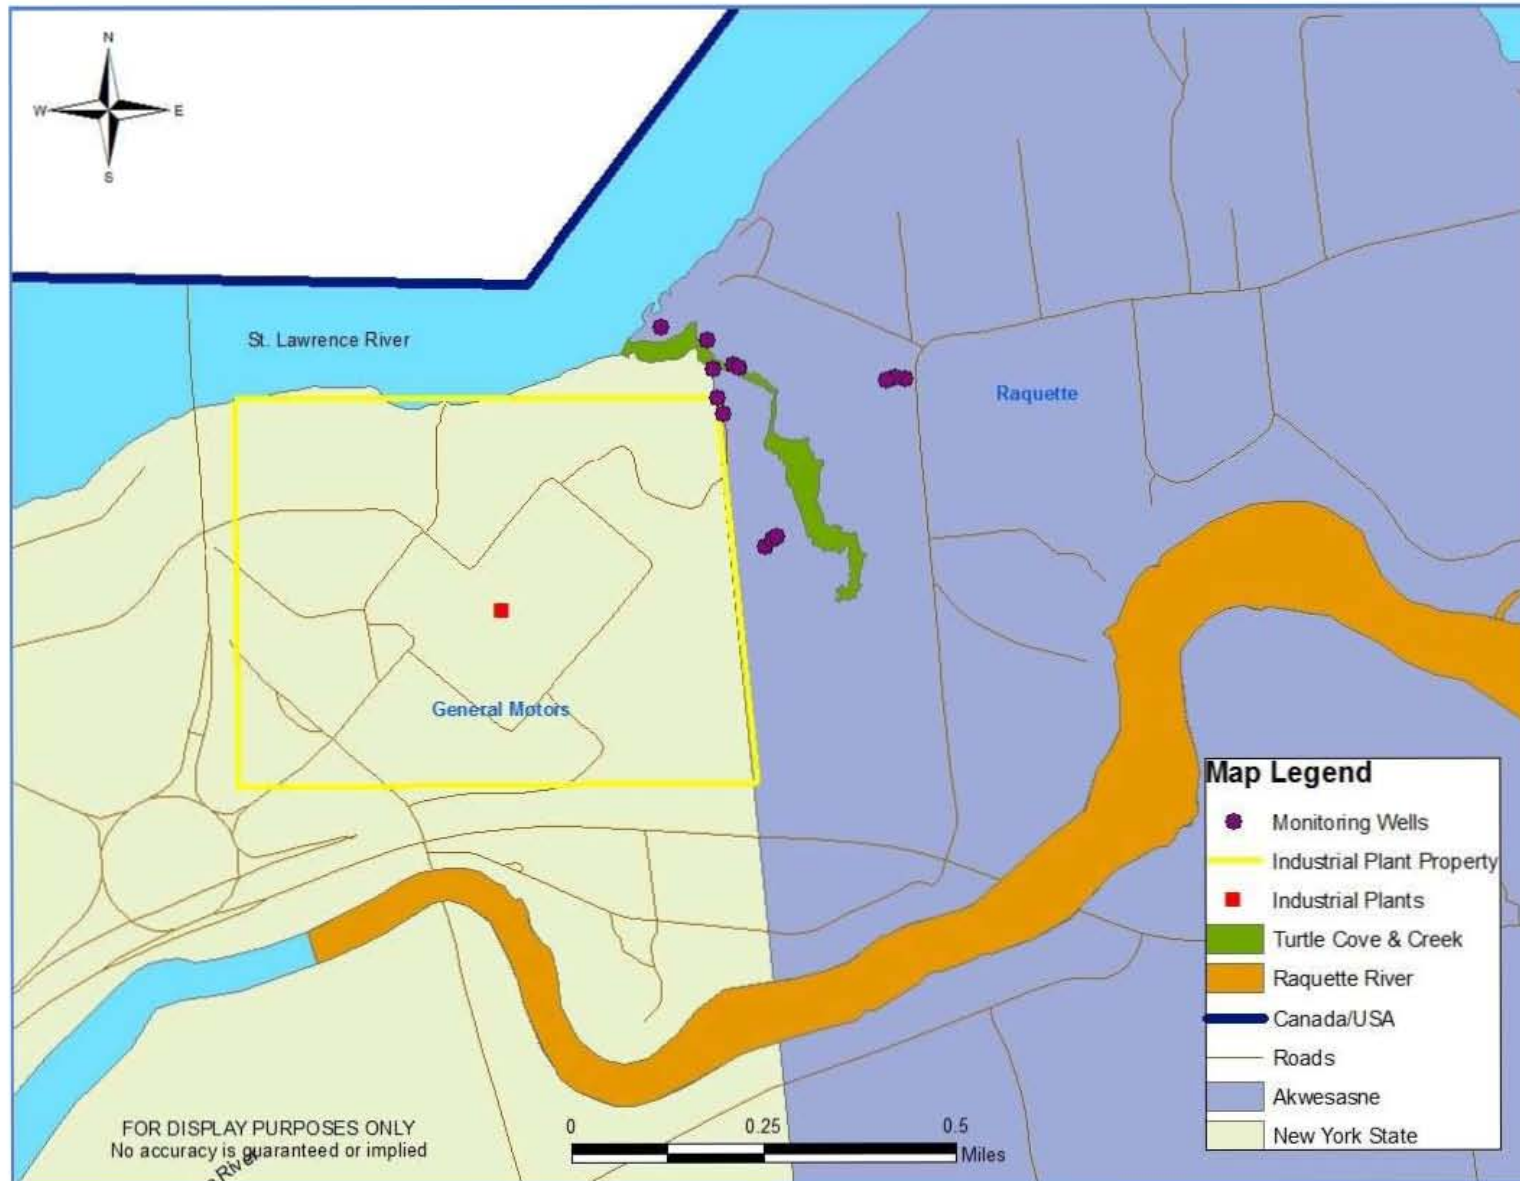 N
W E
S
St. Lawrence River
Raquette
General Motors
Map Legend
Monitoring Wells
Industrial Plant Property
Industrial Plants
Turtle Cove & Creek
Raquette River
Canada/USA
Roads
Akwesasne
New York State
FOR DISPLAY PURPOSES ONLY
No accuracy is guaranteed or implied
River
0 0.25 0.5
Miles